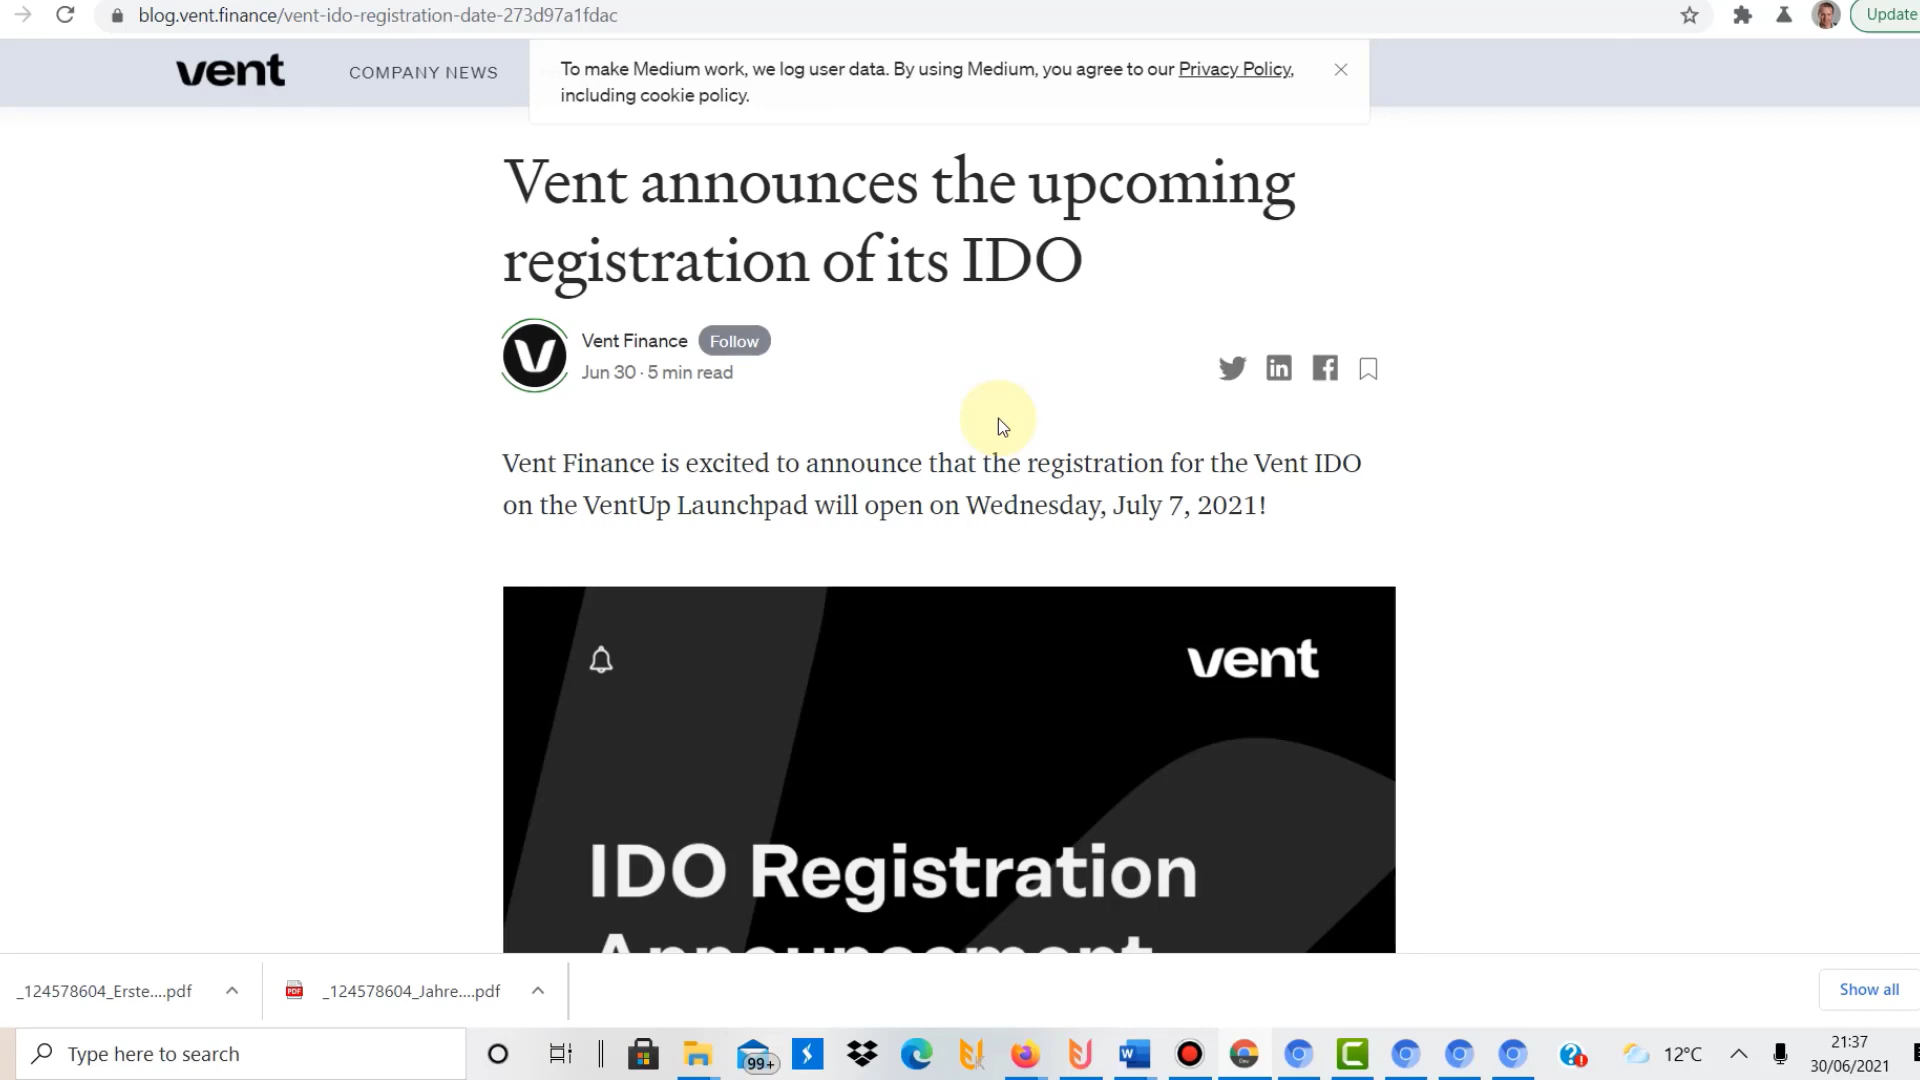 blog.vent.finance/vent-ido-registration-date-273d97a1fdac
Update
vent
COMPANY NEWS
To make Medium work, we log user data. By using Medium, you agree to our Privacy Policy,
including cookie policy.
Vent announces the upcoming
registration of its IDO
Vent Finance Follow
Jun 30 · 5 min read
Vent Finance is excited to announce that the registration for the Vent IDO
on the VentUp Launchpad will open on Wednesday, July 7, 2021!
vent
IDO Registration
Announcement
_124578604_Erste....pdf
_124578604_Jahre....pdf
Show all
Type here to search
99+
12°C
21:37
30/06/2021